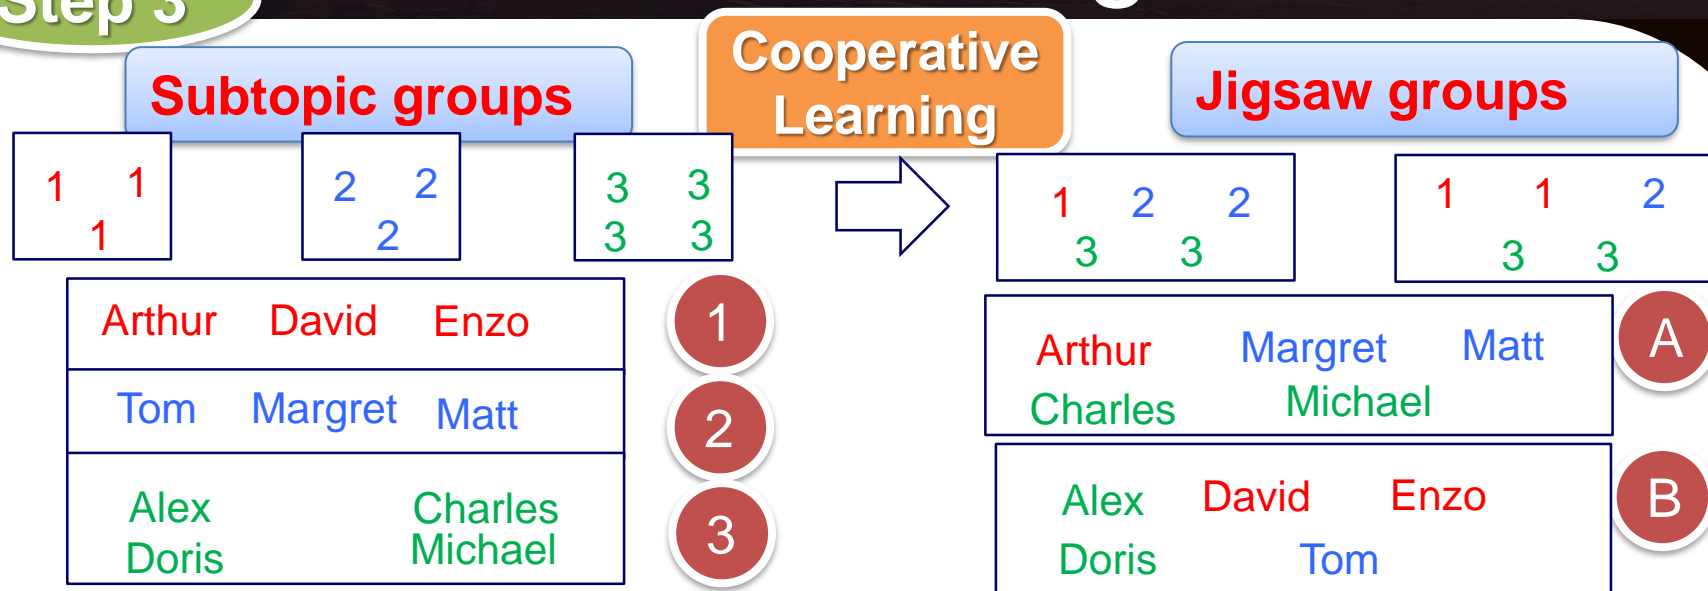 Step 3
Cooperative
Learning
Subtopic groups
Jigsaw groups
1 1
1
2 2
2
3 3
3 3
1 2 2
3 3
1 1 2
3 3
Arthur David Enzo
1
Tom Margret Matt
2
Alex Charles
Doris Michael
3
Arthur Margret Matt
Charles Michael
A
Alex David Enzo
Doris Tom
B